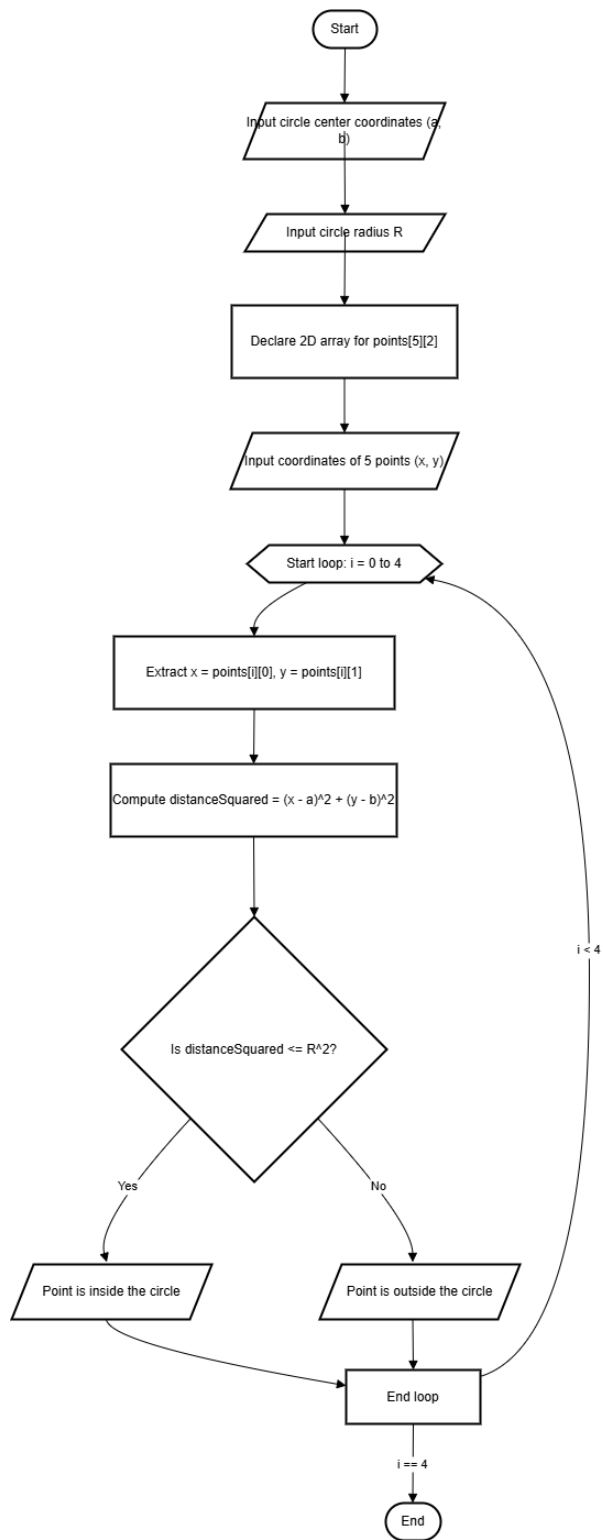 Start
Input circle center coordinates (a,
b)
Input circle radius R
Declare 2D array for points[5][2]
Input coordinates of 5 points (x, y)
Start loop: i = 0 to 4
Extract x = points[i][0], y = points[i][1]
Compute distanceSquared = (x - a)^2 + (y - b)^2
i < 4
Is distanceSquared <= R^2?
Yes
No
Point is inside the circle
Point is outside the circle
End loop
i == 4
End